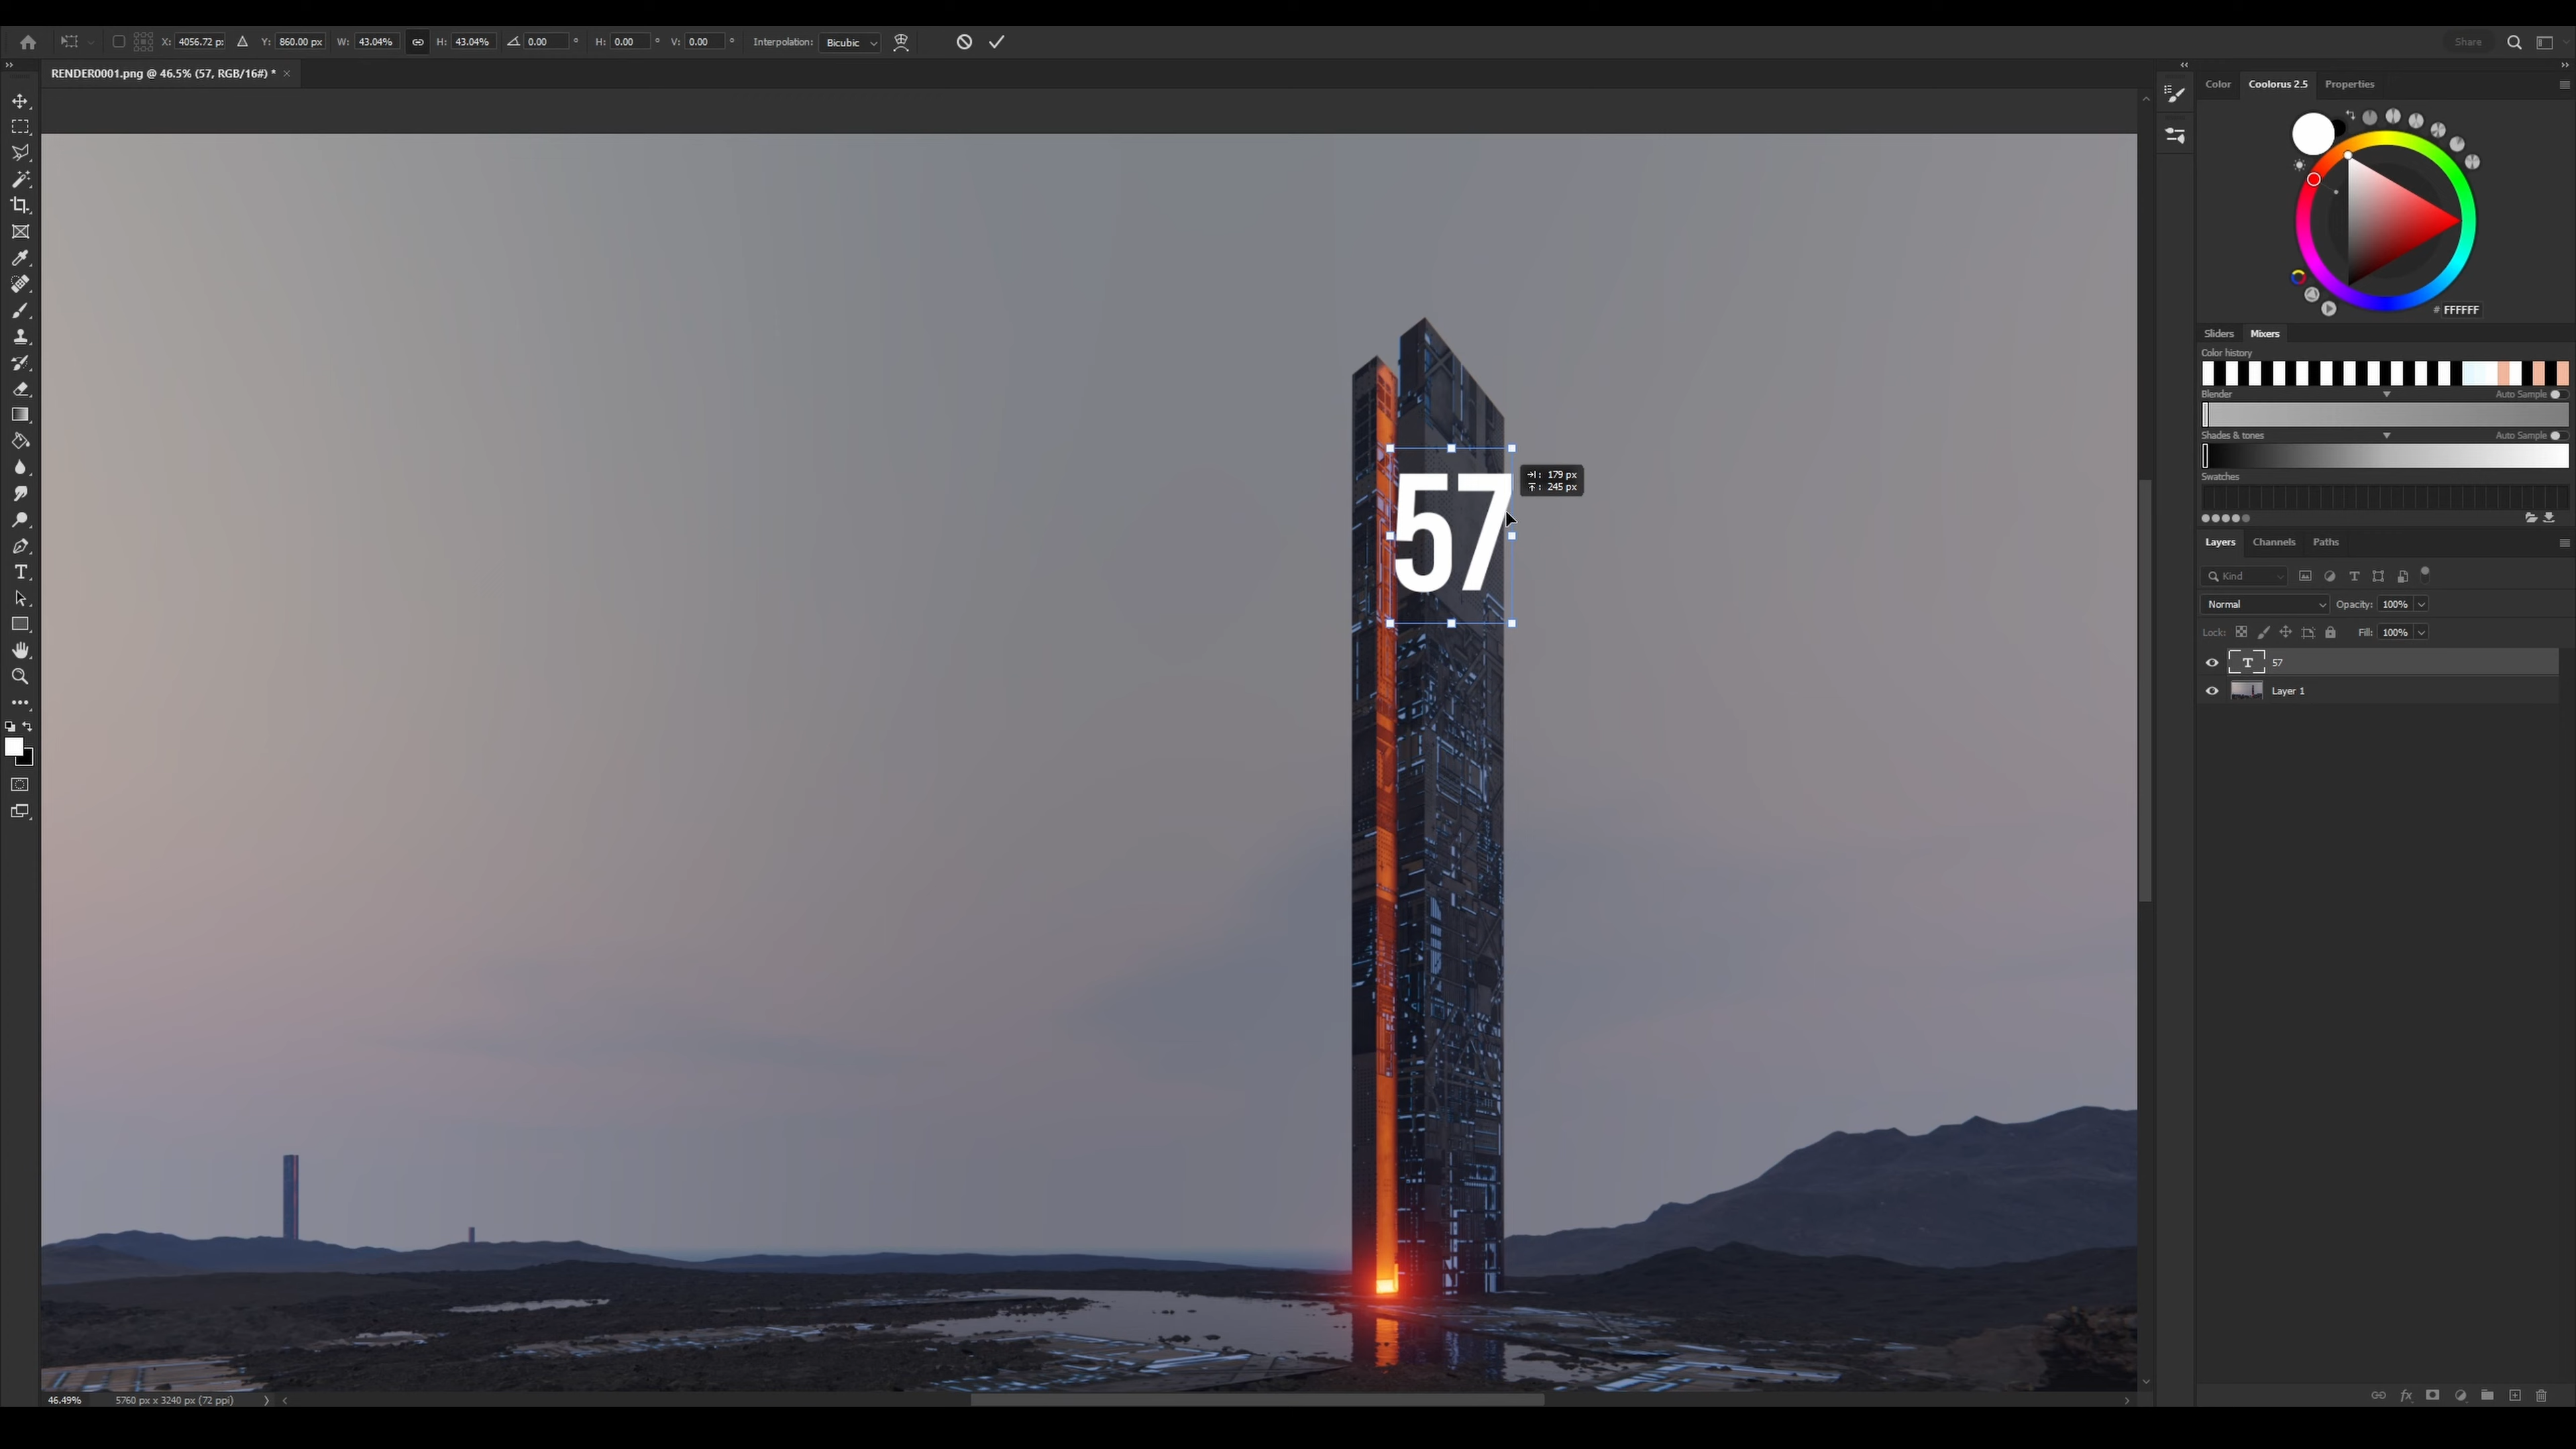 X: 4056.72 p: Y: 860.00 px W: 43.04% H: 43.04% 0.00 ° H: 0.00 ° V: 0.00 ° Interpolation: Bicubic Share
RENDER0001.png @ 46.5% (57, RGB/16#) * ×
Color Coolorus 2.5 Properties
# FFFFFF
Sliders Mixers
Color history
Blender Auto Sample
Shades & tones Auto Sample
Swatches
57
179 px
245 px
Layers Channels Paths
Kind
Normal Opacity: 100%
Lock: Fill: 100%
T 57
Layer 1
46.49% 5760 px x 3240 px (72 ppi)